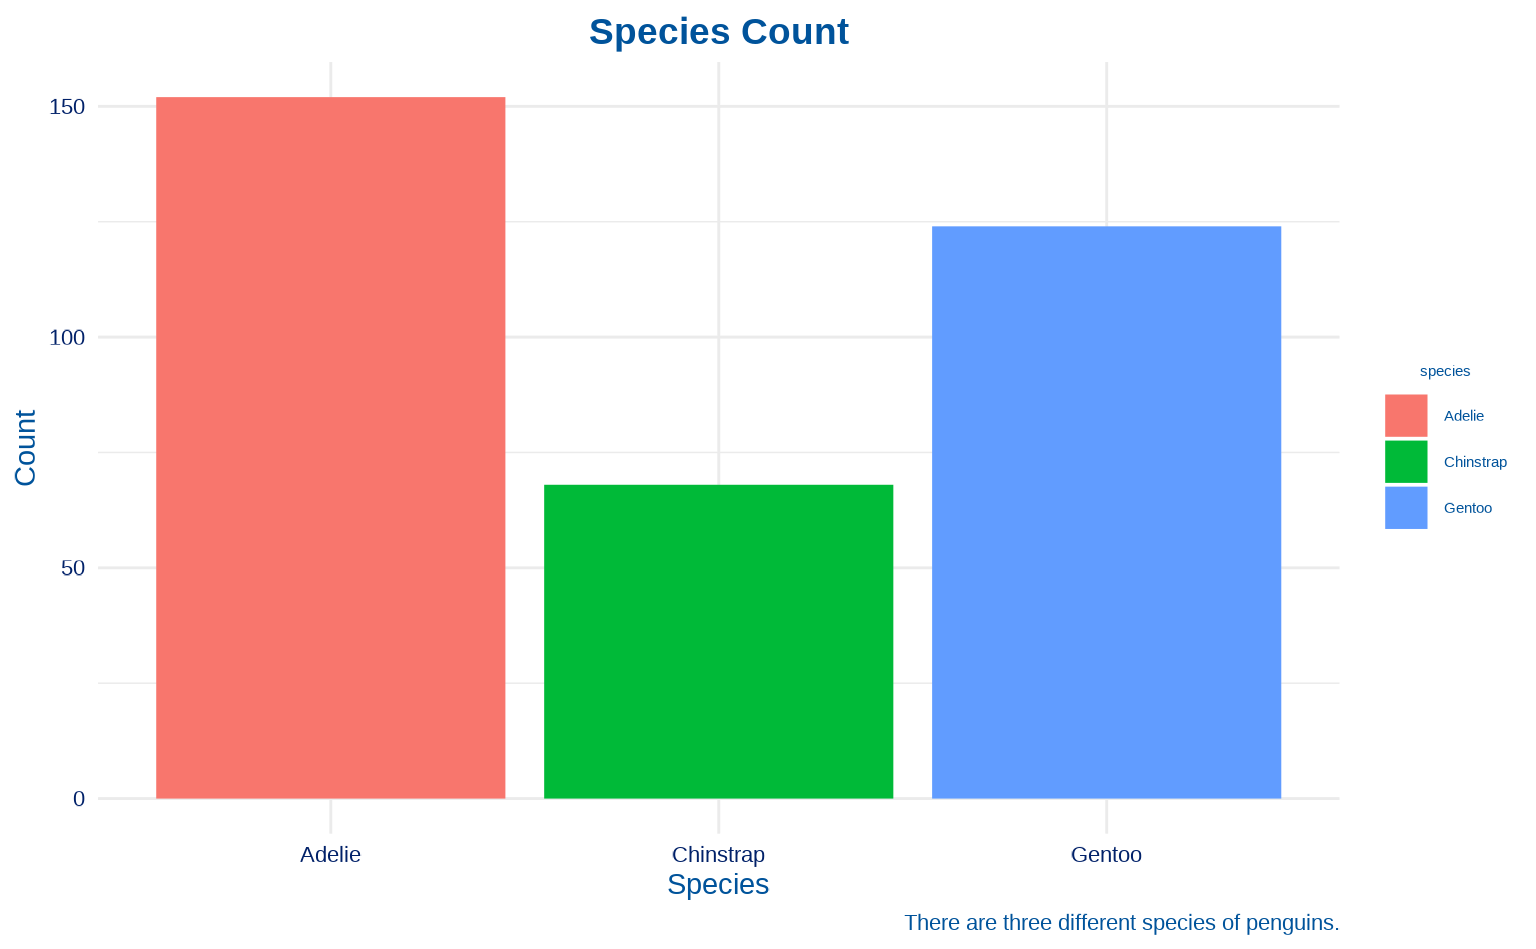 Species Count
150
100
50
0
Count
Adelie
Chinstrap
Gentoo
Species
species
Adelie
Chinstrap
Gentoo
There are three different species of penguins.